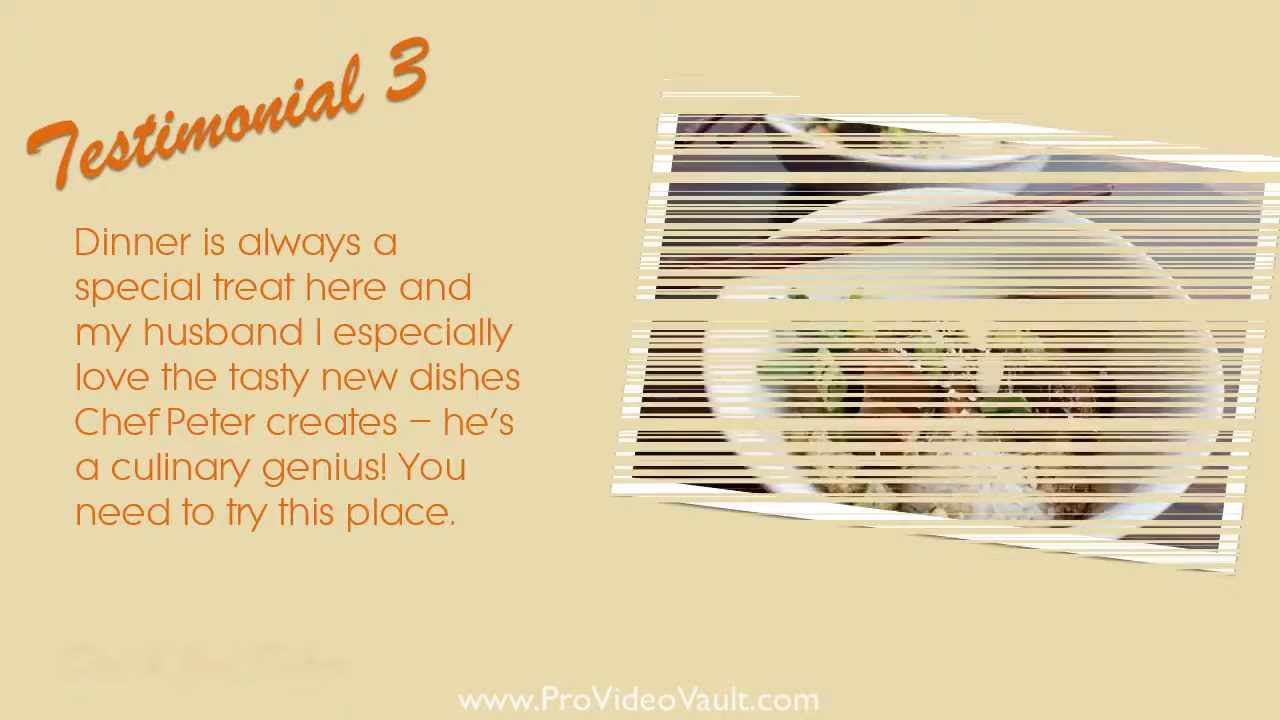 Testimonial 3
Dinner is always a
special treat here and
my husband I especially
love the tasty new dishes
Chef Peter creates – he's
a culinary genius! You
need to try this place.
www.ProVideoVault.com